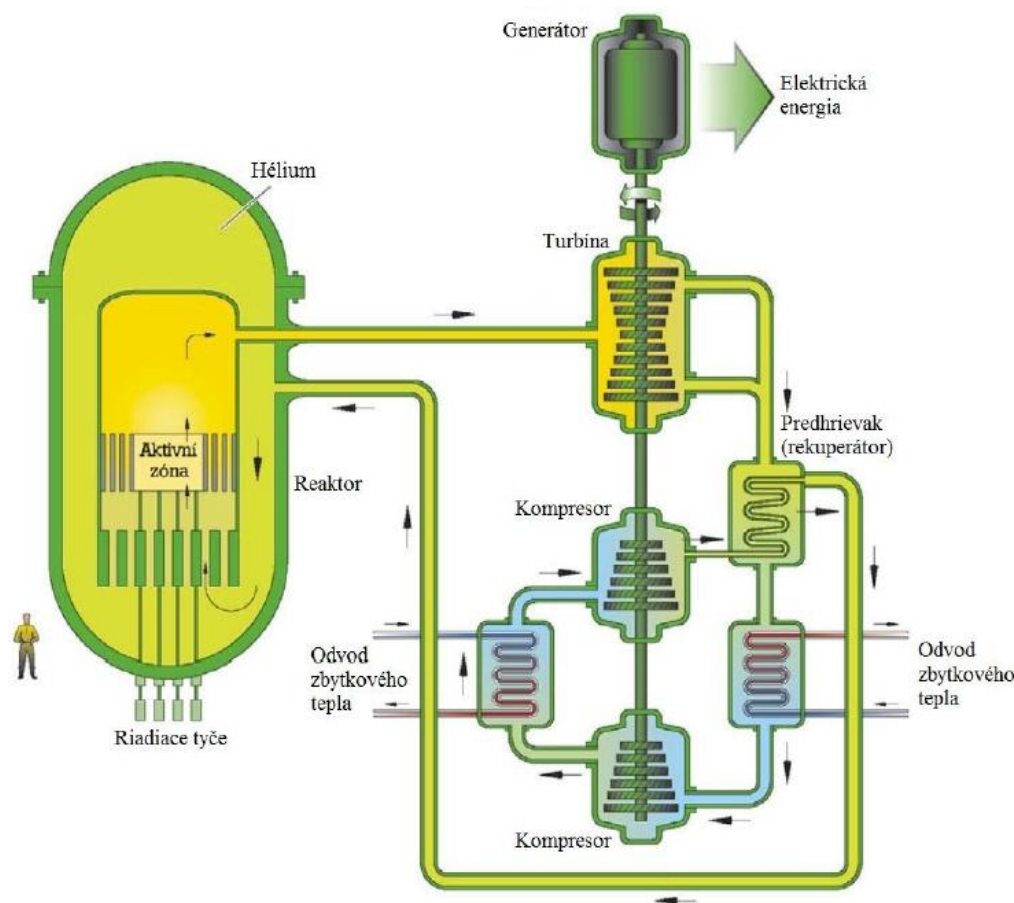 Generátor
Elektrická
energia
Hélium
Turbína
Predhrievak
(rekuperátor)
Aktivní
zóna
Reaktor
Kompresor
Odvod
zbytkového
tepla
Odvod
zbytkového
tepla
Riadiace tyče
Kompresor